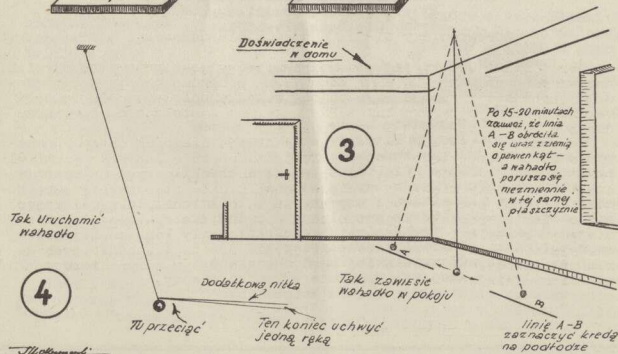 Doświadczenie
w domu
3
Po 15-20 minutach
zauważ, że linia
A-B obróciła
się wraz z ziemią
o pewien kąt -
a wahadło
porusza się
niezmiennie
w tej samej
płaszczyźnie
Tak uruchomić
wahadło
4
Dodatkowa nitka
Tu przeciąć
Ten koniec uchwyć
jedną ręką
A
Tak zawiesić
wahadło w pokoju
B
linię A-B
zaznaczyć kredą
na podłodze